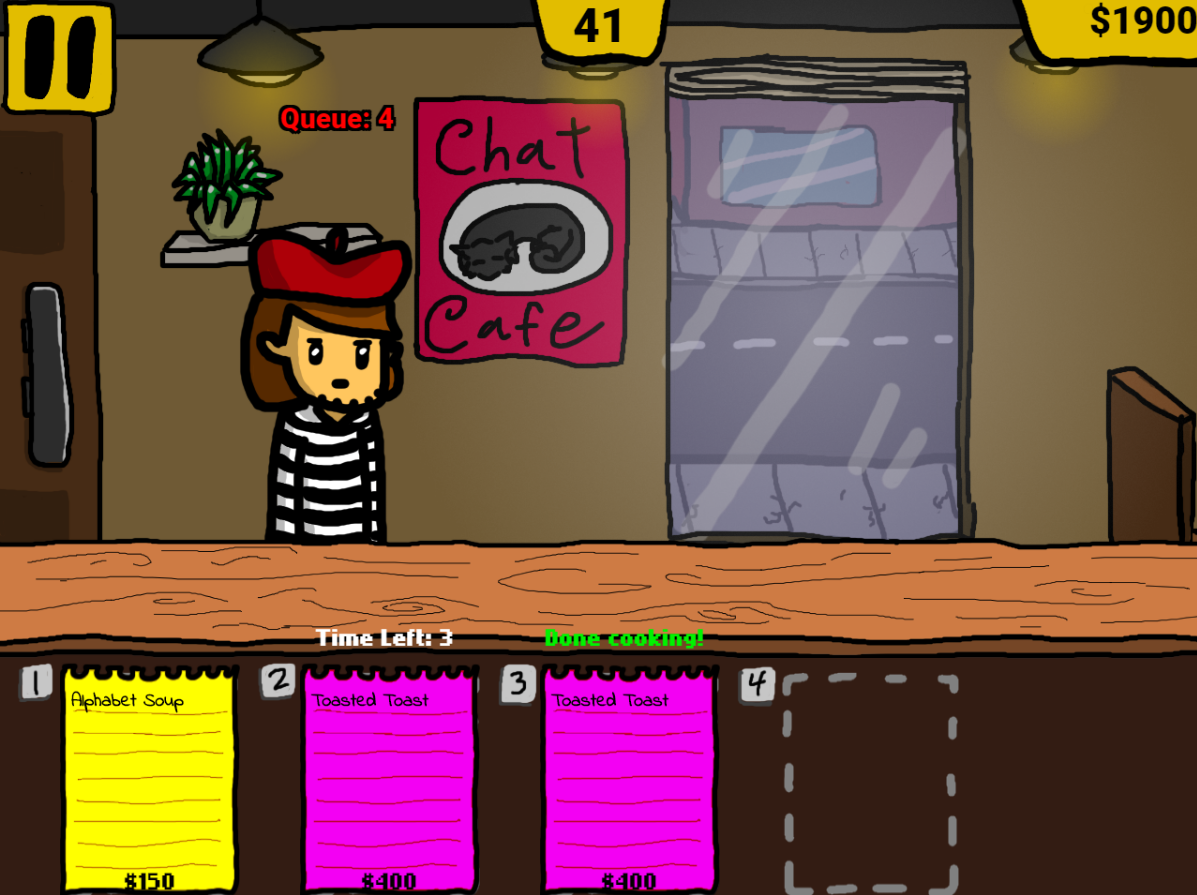 41
$1900
Queue: 4
Chat
Cafe
Time Left: 3
Done cooking!
1
Alphabet Soup
$150
2
Toasted Toast
$400
3
Toasted Toast
$400
4